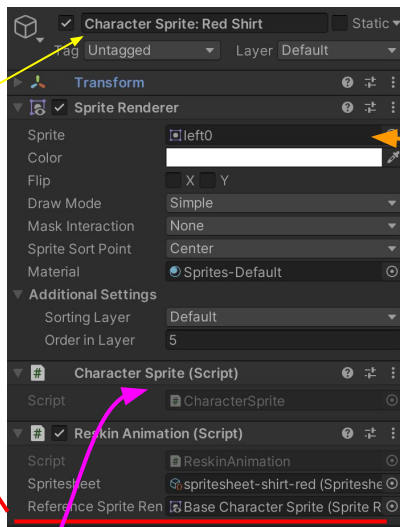 Character Sprite: Red Shirt Static
Tag Untagged Layer Default
Transform
Sprite Renderer
Sprite left0
Color
Flip X Y
Draw Mode Simple
Mask Interaction None
Sprite Sort Point Center
Material Sprites-Default
Additional Settings
Sorting Layer Default
Order in Layer 5
# Character Sprite (Script)
Script # CharacterSprite
# Reskin Animation (Script)
Script # ReskinAnimation
Spritesheet spritesheet-shirt-red (Spriteshe
Reference Sprite Ren Base Character Sprite (Sprite R